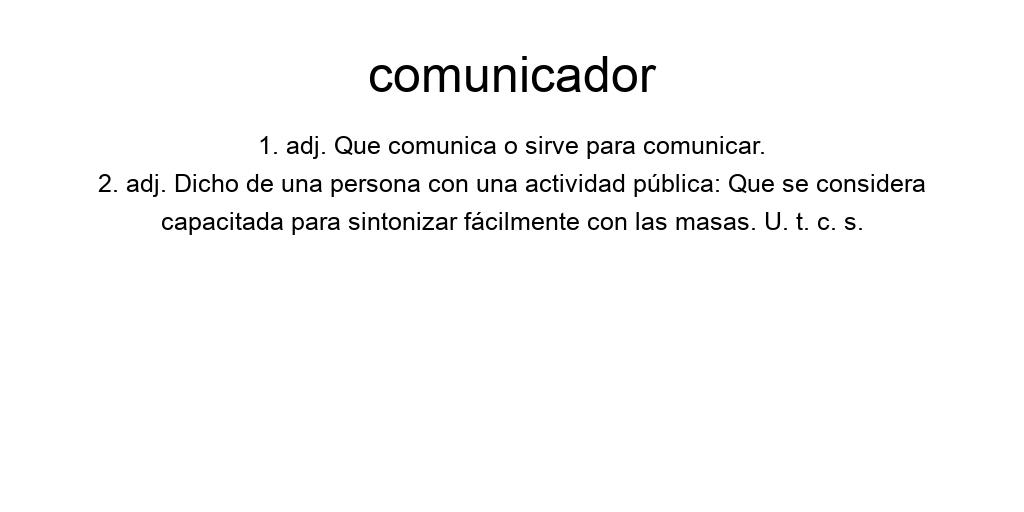 comunicador
1. adj. Que comunica o sirve para comunicar.
2. adj. Dicho de una persona con una actividad pública: Que se considera
capacitada para sintonizar fácilmente con las masas. U. t. c. s.